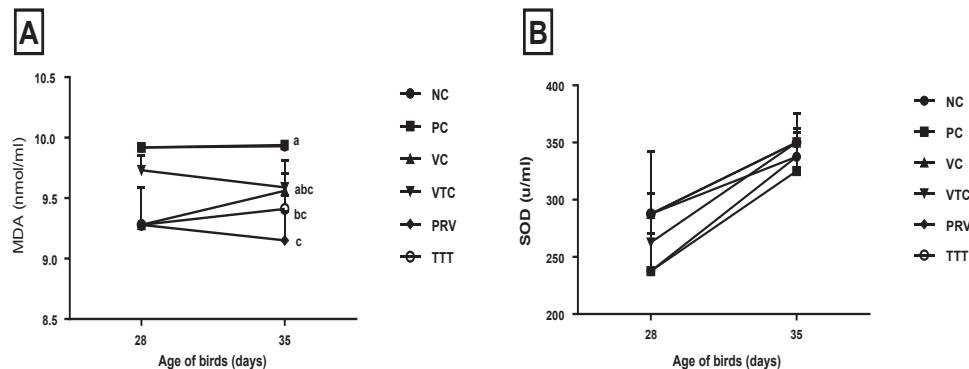 A
MDA (nmol/ml)
10.5
10.0
9.5
9.0
8.5
a
abc
bc
c
28
35
Age of birds (days)
NC
PC
VC
VTC
PRV
TTT
B
SOD (u/ml)
400
350
300
250
200
28
35
Age of birds (days)
NC
PC
VC
VTC
PRV
TTT